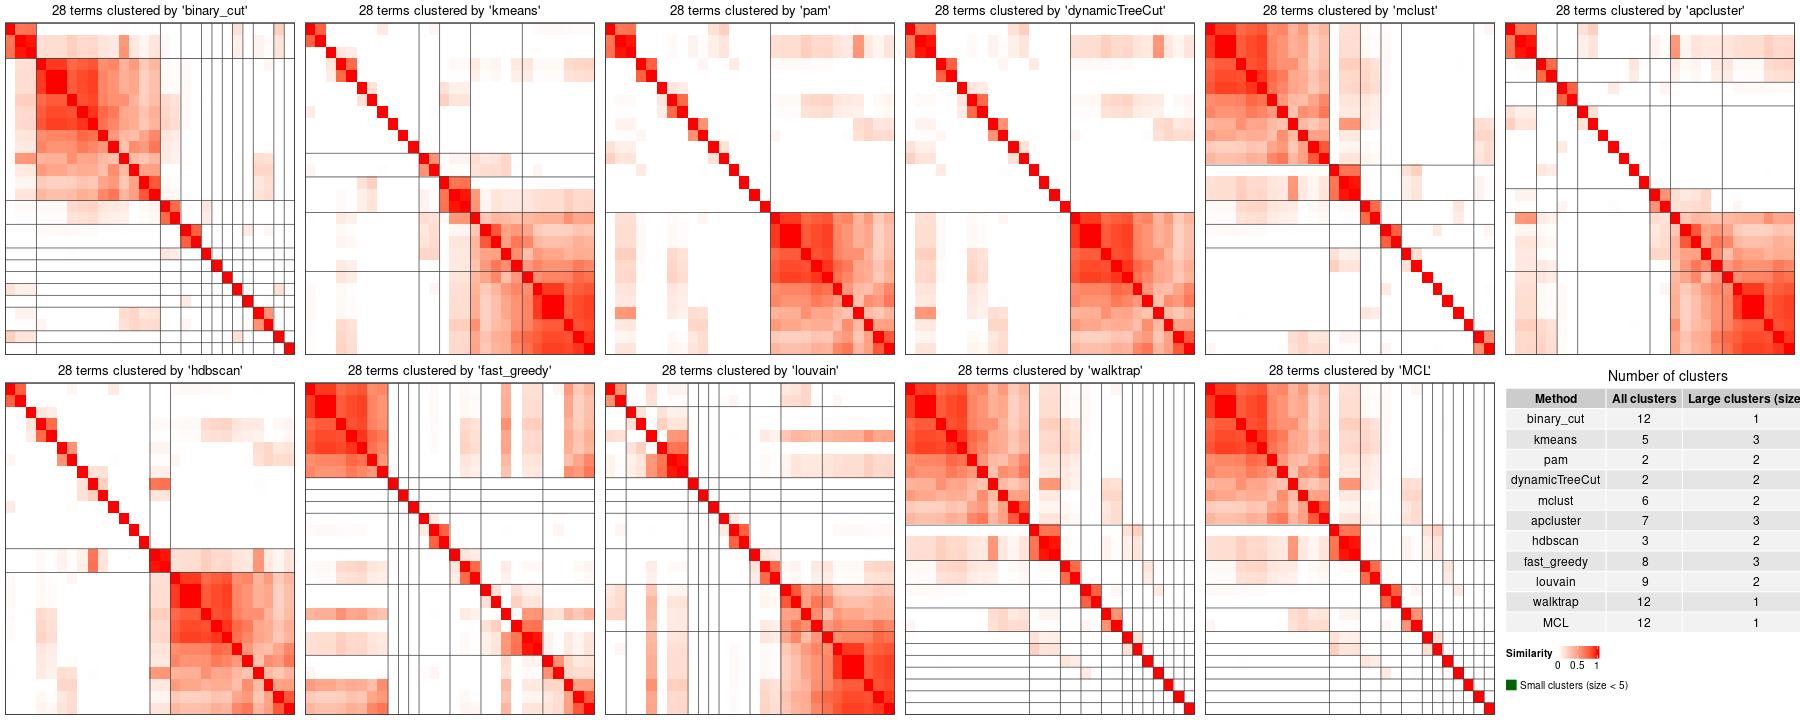 28 terms clustered by 'binary_cut'
28 terms clustered by 'kmeans'
28 terms clustered by 'pam'
28 terms clustered by 'dynamicTreeCut'
28 terms clustered by 'mclust'
28 terms clustered by 'apcluster'
28 terms clustered by 'hdbscan'
28 terms clustered by 'fast_greedy'
28 terms clustered by 'louvain'
28 terms clustered by 'walktrap'
28 terms clustered by 'MCL'
Number of clusters
Method All clusters Large clusters (size
binary_cut 12 1
kmeans 5 3
pam 2 2
dynamicTreeCut 2 2
mclust 6 2
apcluster 7 3
hdbscan 3 2
fast_greedy 8 3
louvain 9 2
walktrap 12 1
MCL 12 1
Similarity
0 0.5 1
Small clusters (size < 5)